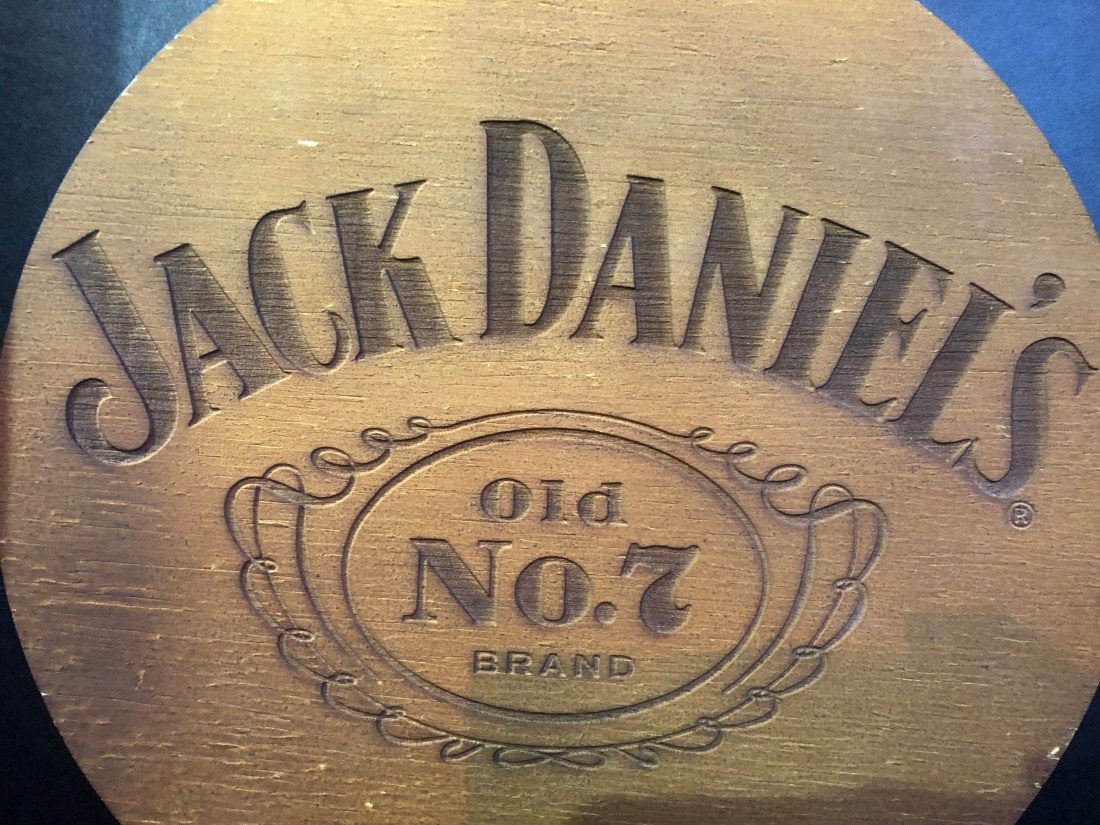 JACK DANIEL'S
®
Old
No.7
BRAND